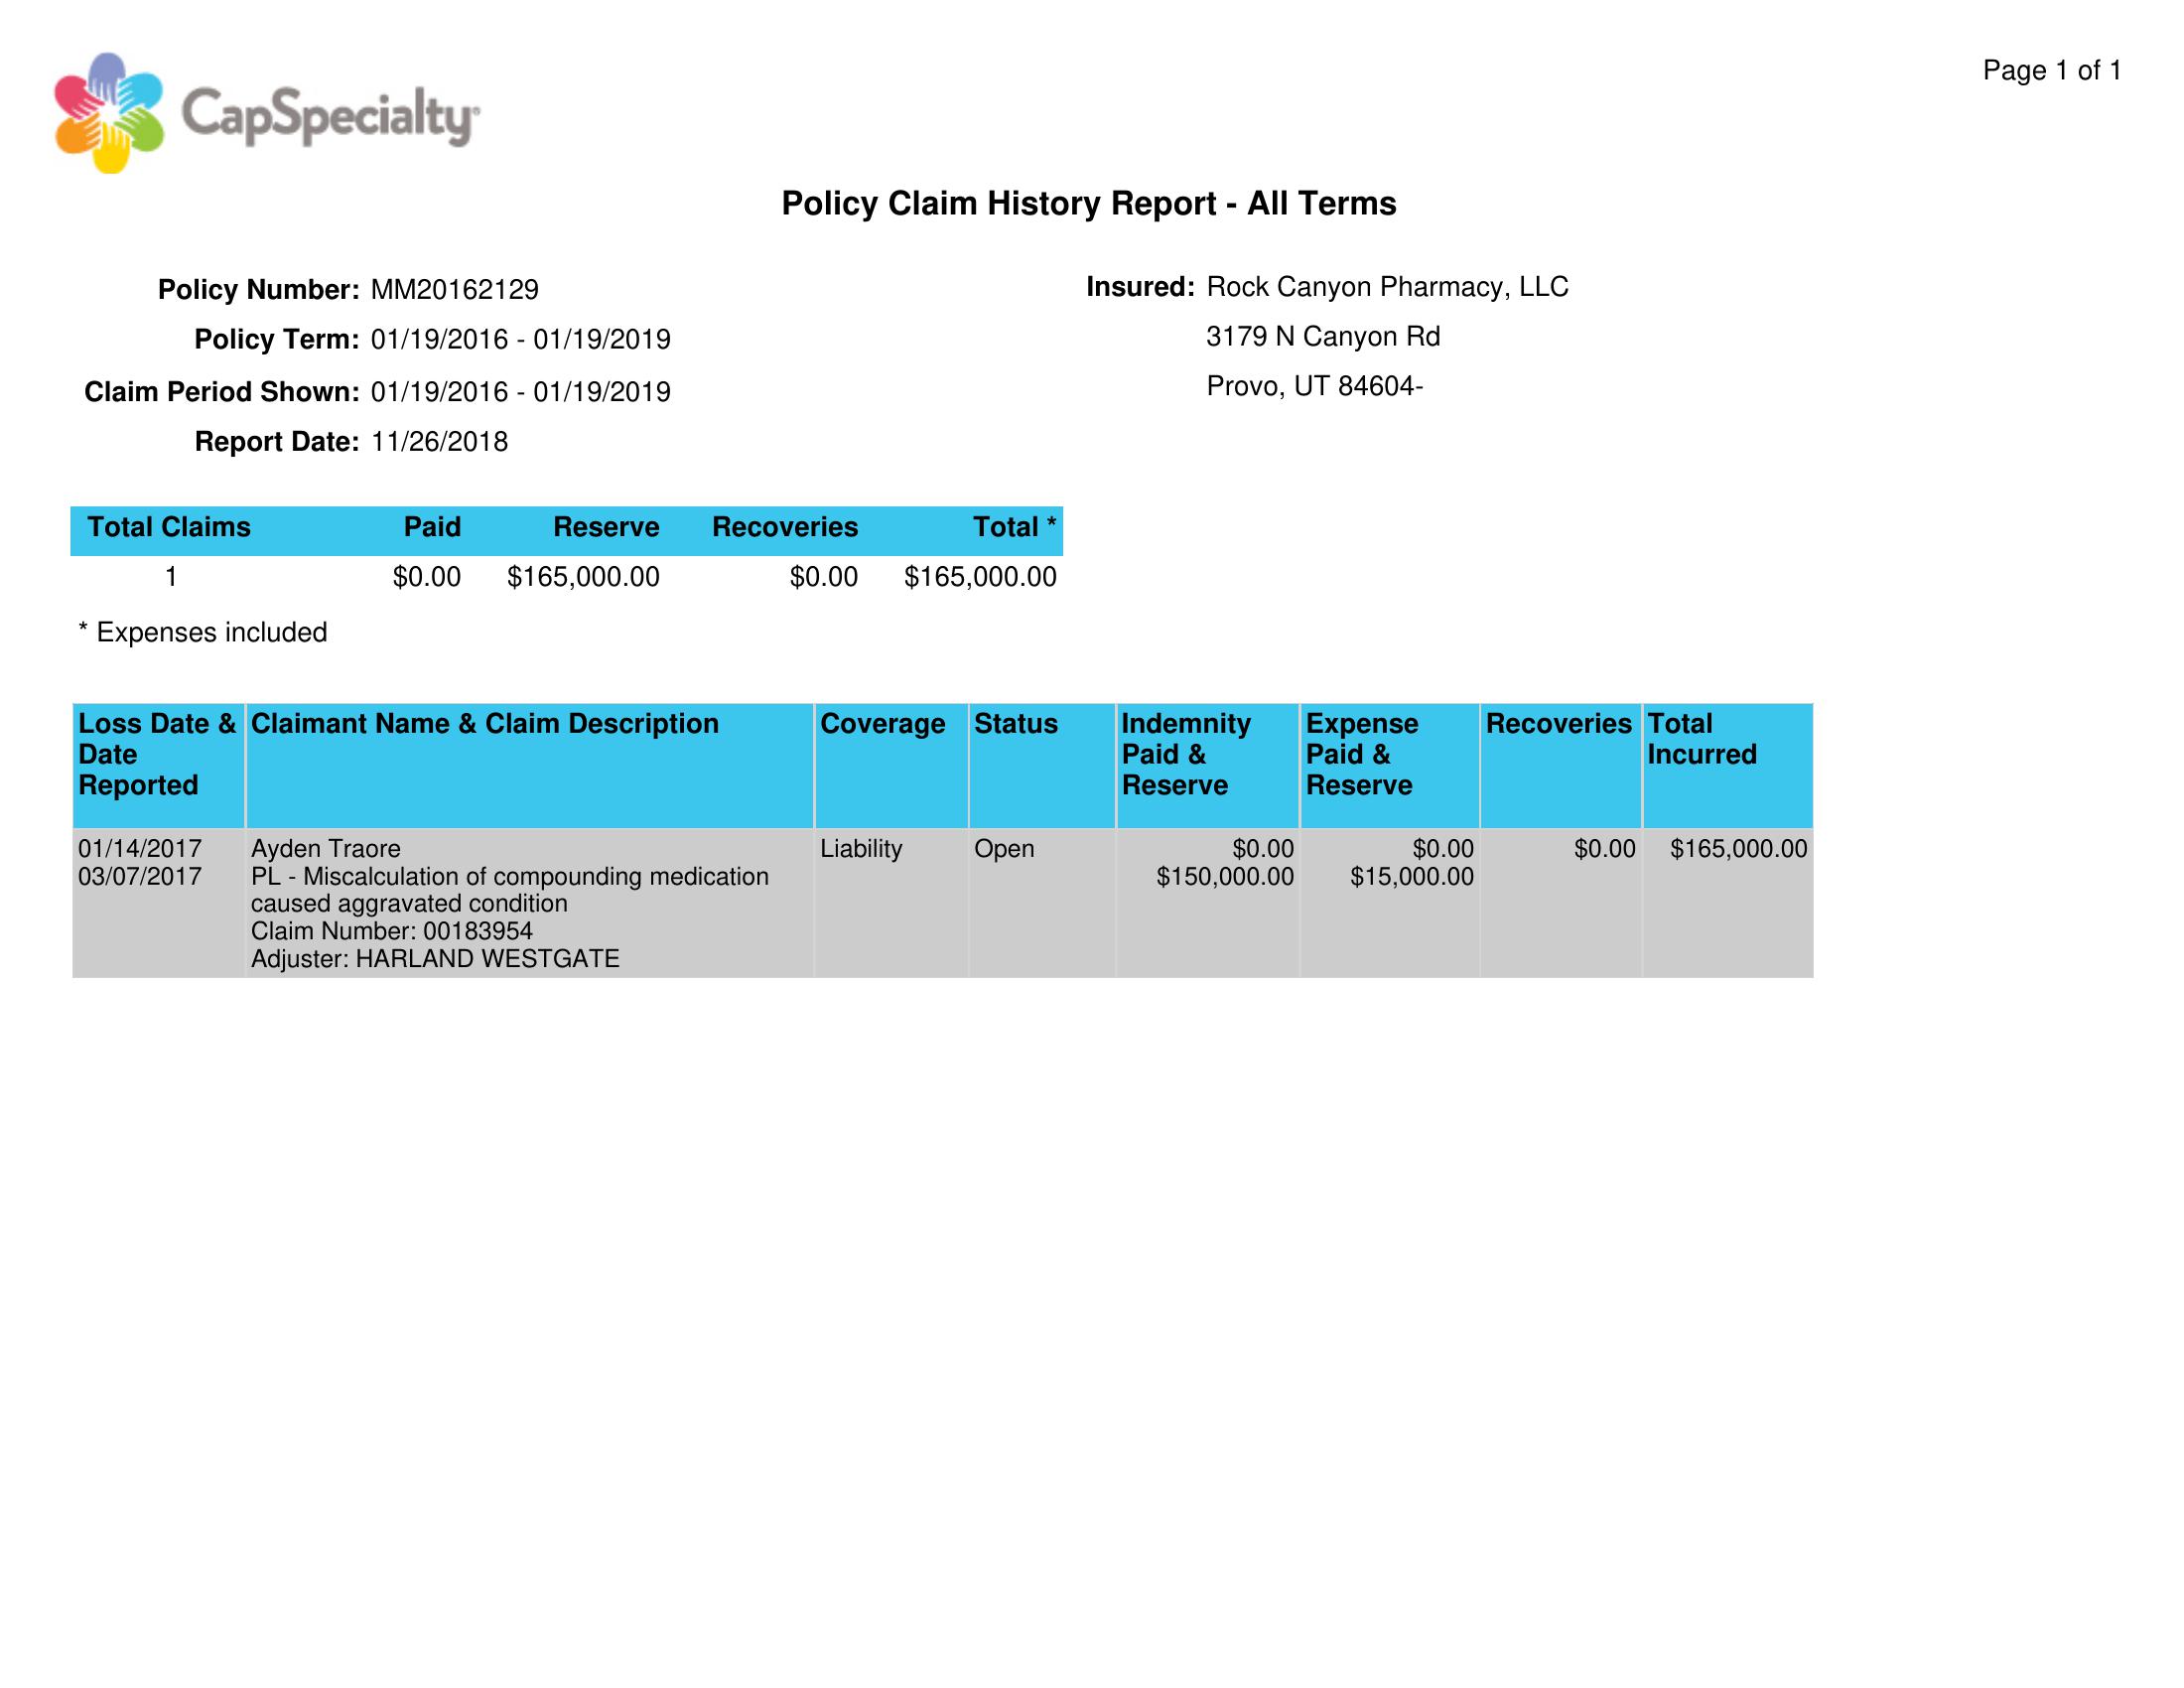 CapSpecialty®
Page 1 of 1
Policy Claim History Report - All Terms
Policy Number: MM20162129
Policy Term: 01/19/2016 - 01/19/2019
Claim Period Shown: 01/19/2016 - 01/19/2019
Report Date: 11/26/2018
Insured: Rock Canyon Pharmacy, LLC
3179 N Canyon Rd
Provo, UT 84604-
Total Claims Paid Reserve Recoveries Total *
1 $0.00 $165,000.00 $0.00 $165,000.00
* Expenses included
Loss Date & Claimant Name & Claim Description Coverage Status Indemnity Expense Recoveries Total
Date Paid & Paid & Incurred
Reported Reserve Reserve
01/14/2017 Ayden Traore Liability Open $0.00 $0.00 $0.00 $165,000.00
03/07/2017 PL - Miscalculation of compounding medication $150,000.00 $15,000.00
caused aggravated condition
Claim Number: 00183954
Adjuster: HARLAND WESTGATE